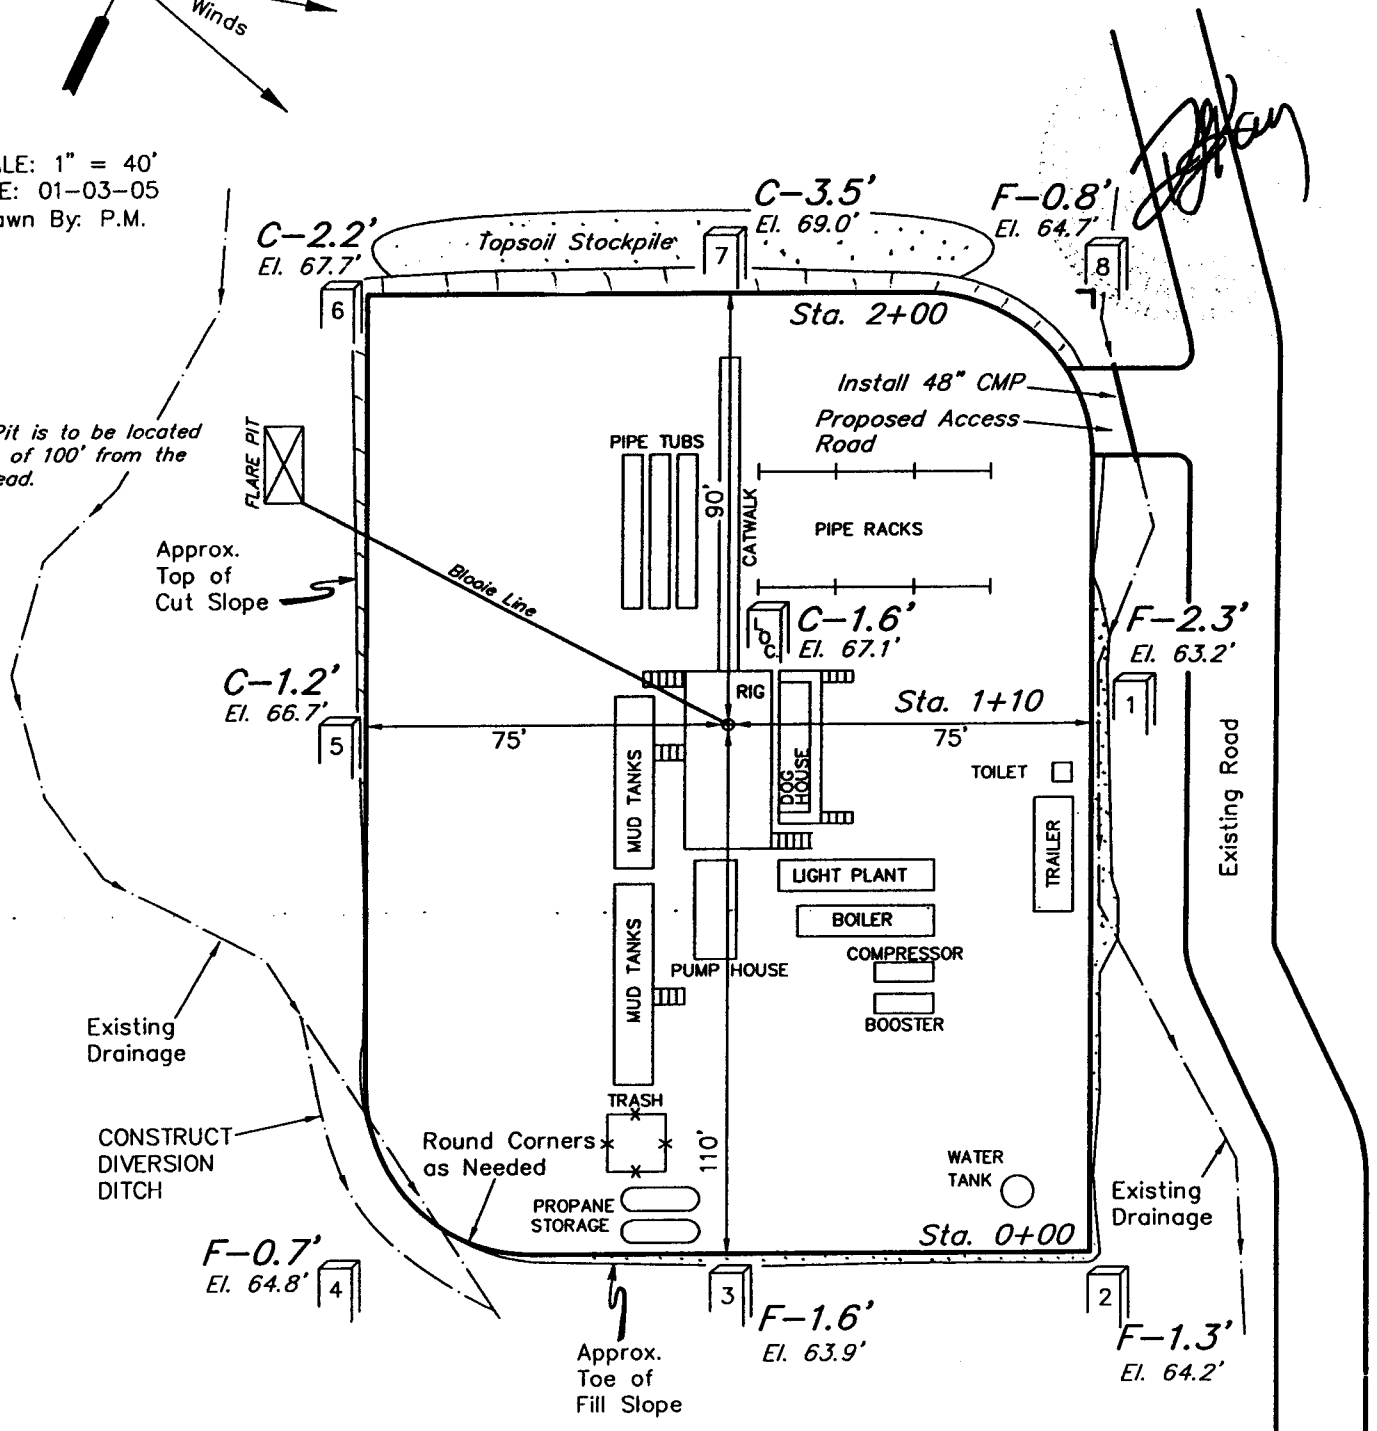 Winds
ALE: 1" = 40'
E: 01-03-05
awn By: P.M.
C-2.2'
El. 67.7'
Topsoil Stockpile
C-3.5'
El. 69.0'
F-0.8'
El. 64.7'
6
7
8
Sta. 2+00
Install 48" CMP
Proposed Access
Road
Pit is to be located
of 100' from the
ead.
FLARE PIT
PIPE TUBS
90'
CATWALK
PIPE RACKS
Approx.
Top of
Cut Slope
Blooie Line
LOC.
C-1.6'
El. 67.1'
F-2.3'
El. 63.2'
1
C-1.2'
El. 66.7'
5
RIG
Sta. 1+10
75'
75'
MUD TANKS
DOG
HOUSE
TOILET
TRAILER
Existing Road
LIGHT PLANT
BOILER
COMPRESSOR
MUD TANKS
PUMP HOUSE
BOOSTER
Existing
Drainage
TRASH
CONSTRUCT
DIVERSION
DITCH
Round Corners
as Needed
110'
WATER
TANK
PROPANE
STORAGE
Existing
Drainage
Sta. 0+00
F-0.7'
El. 64.8'
4
3
2
F-1.6'
El. 63.9'
F-1.3'
El. 64.2'
Approx.
Toe of
Fill Slope